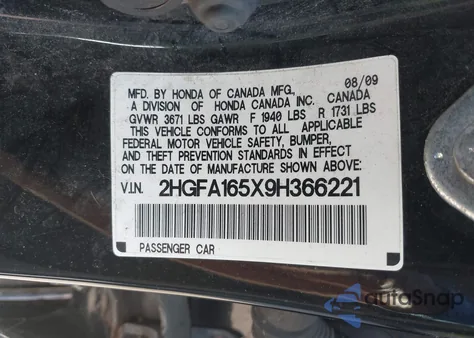 MFD. BY HONDA OF CANADA MFG., 08/09
A DIVISION OF HONDA CANADA INC. CANADA
GVWR 3671 LBS GAWR F 1940 LBS R 1731 LBS
THIS VEHICLE CONFORMS TO ALL APPLICABLE
FEDERAL MOTOR VEHICLE SAFETY, BUMPER,
AND THEFT PREVENTION STANDARDS IN EFFECT
ON THE DATE OF MANUFACTURE SHOWN ABOVE:
V.I.N. 2HGFA165X9H366221
PASSENGER CAR
autoSnap